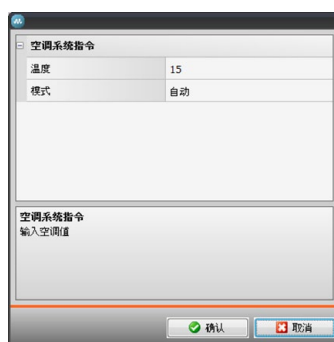 空调系统指令
温度 15
模式 自动
空调系统指令
输入空调值
确认 取消